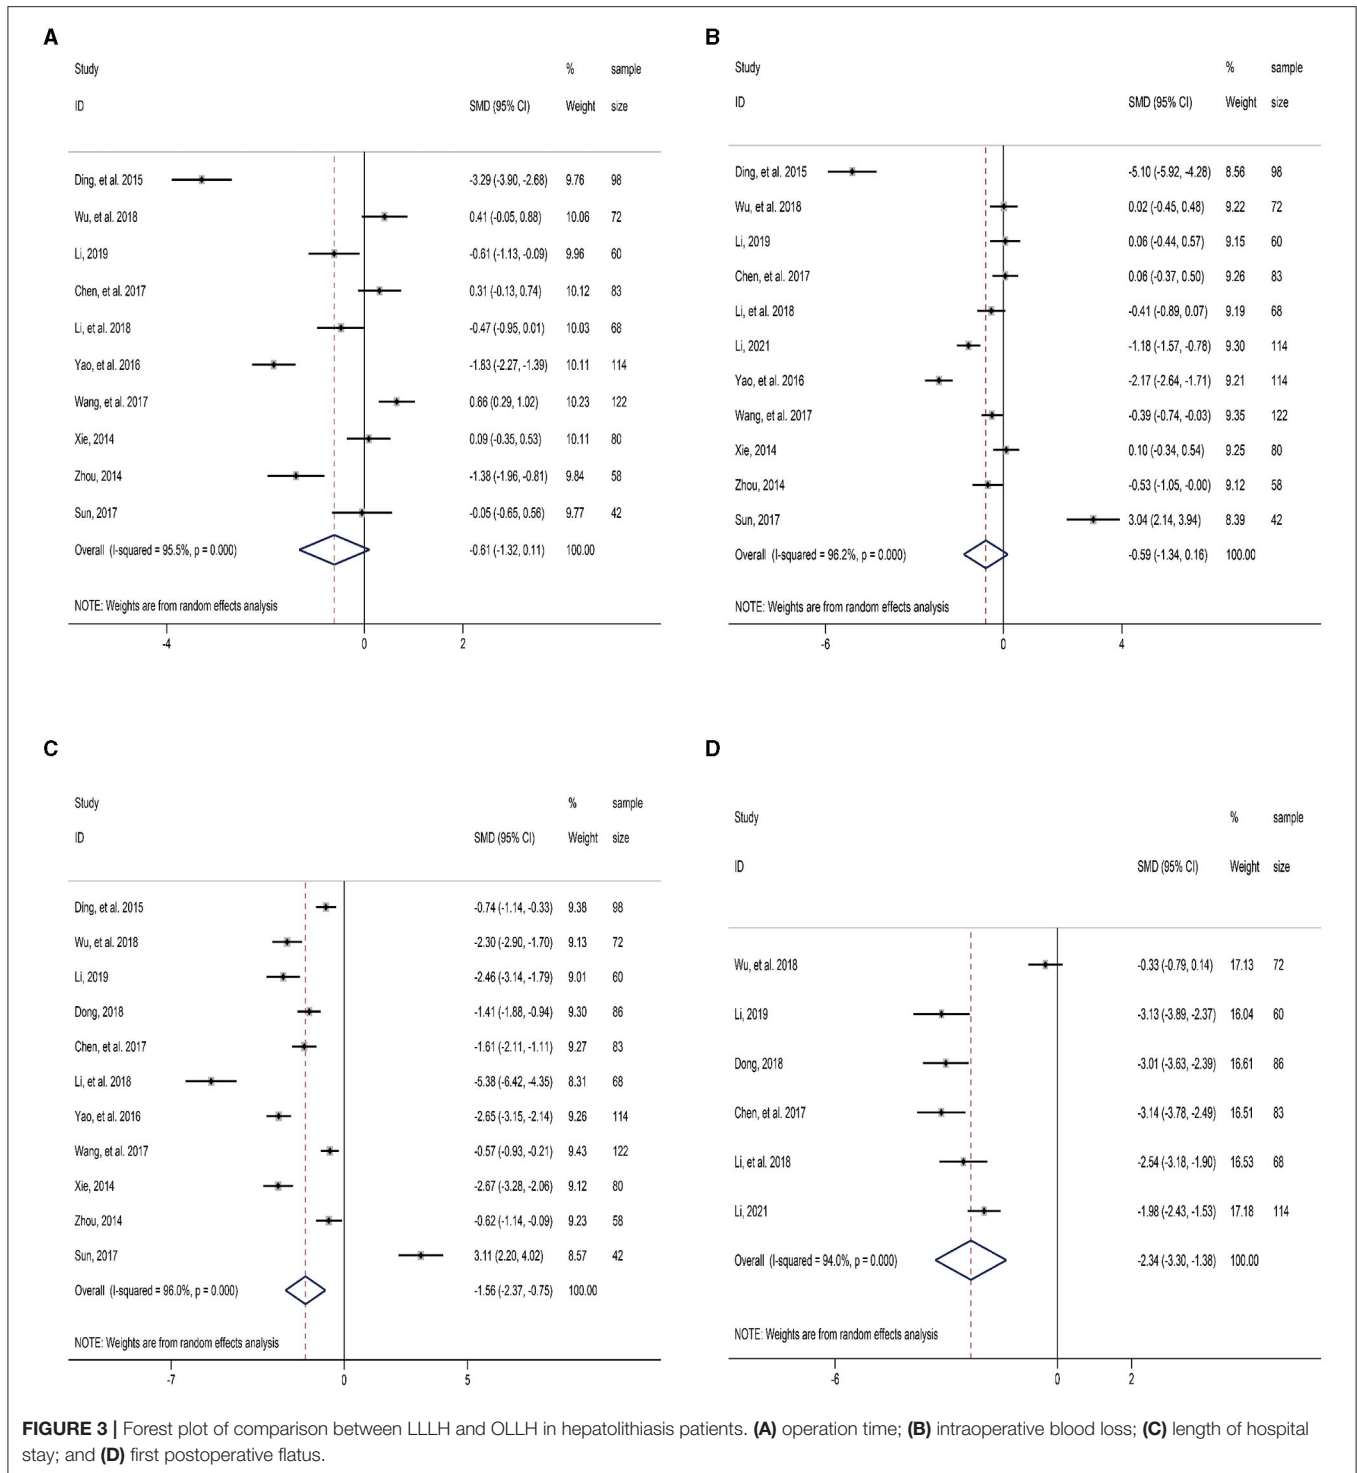 A
Study % sample
ID SMD (95% CI) Weight size
Ding, et al. 2015 -3.29 (-3.90, -2.68) 9.76 98
Wu, et al. 2018 0.41 (-0.05, 0.88) 10.06 72
Li, 2019 -0.61 (-1.13, -0.09) 9.96 60
Chen, et al. 2017 0.31 (-0.13, 0.74) 10.12 83
Li, et al. 2018 -0.47 (-0.95, 0.01) 10.03 68
Yao, et al. 2016 -1.83 (-2.27, -1.39) 10.11 114
Wang, et al. 2017 0.66 (0.29, 1.02) 10.23 122
Xie, 2014 0.09 (-0.35, 0.53) 10.11 80
Zhou, 2014 -1.38 (-1.96, -0.81) 9.84 58
Sun, 2017 -0.05 (-0.65, 0.56) 9.77 42
Overall (I-squared = 95.5%, p = 0.000) -0.61 (-1.32, 0.11) 100.00
NOTE: Weights are from random effects analysis
-4 0 2
B
Study % sample
ID SMD (95% CI) Weight size
Ding, et al. 2015 -5.10 (-5.92, -4.28) 8.56 98
Wu, et al. 2018 0.02 (-0.45, 0.48) 9.22 72
Li, 2019 0.06 (-0.44, 0.57) 9.15 60
Chen, et al. 2017 0.06 (-0.37, 0.50) 9.26 83
Li, et al. 2018 -0.41 (-0.89, 0.07) 9.19 68
Li, 2021 -1.18 (-1.57, -0.78) 9.30 114
Yao, et al. 2016 -2.17 (-2.64, -1.71) 9.21 114
Wang, et al. 2017 -0.39 (-0.74, -0.03) 9.35 122
Xie, 2014 0.10 (-0.34, 0.54) 9.25 80
Zhou, 2014 -0.53 (-1.05, -0.00) 9.12 58
Sun, 2017 3.04 (2.14, 3.94) 8.39 42
Overall (I-squared = 96.2%, p = 0.000) -0.59 (-1.34, 0.16) 100.00
NOTE: Weights are from random effects analysis
-6 0 4
C
Study % sample
ID SMD (95% CI) Weight size
Ding, et al. 2015 -0.74 (-1.14, -0.33) 9.38 98
Wu, et al. 2018 -2.30 (-2.90, -1.70) 9.13 72
Li, 2019 -2.46 (-3.14, -1.79) 9.01 60
Dong, 2018 -1.41 (-1.88, -0.94) 9.30 86
Chen, et al. 2017 -1.61 (-2.11, -1.11) 9.27 83
Li, et al. 2018 -5.38 (-6.42, -4.35) 8.31 68
Yao, et al. 2016 -2.65 (-3.15, -2.14) 9.26 114
Wang, et al. 2017 -0.57 (-0.93, -0.21) 9.43 122
Xie, 2014 -2.67 (-3.28, -2.06) 9.12 80
Zhou, 2014 -0.62 (-1.14, -0.09) 9.23 58
Sun, 2017 3.11 (2.20, 4.02) 8.57 42
Overall (I-squared = 96.0%, p = 0.000) -1.56 (-2.37, -0.75) 100.00
NOTE: Weights are from random effects analysis
-7 0 5
D
Study % sample
ID SMD (95% CI) Weight size
Wu, et al. 2018 -0.33 (-0.79, 0.14) 17.13 72
Li, 2019 -3.13 (-3.89, -2.37) 16.04 60
Dong, 2018 -3.01 (-3.63, -2.39) 16.61 86
Chen, et al. 2017 -3.14 (-3.78, -2.49) 16.51 83
Li, et al. 2018 -2.54 (-3.18, -1.90) 16.53 68
Li, 2021 -1.98 (-2.43, -1.53) 17.18 114
Overall (I-squared = 94.0%, p = 0.000) -2.34 (-3.30, -1.38) 100.00
NOTE: Weights are from random effects analysis
-6 0 2
FIGURE 3 | Forest plot of comparison between LLLH and OLLH in hepatolithiasis patients. (A) operation time; (B) intraoperative blood loss; (C) length of hospital
stay; and (D) first postoperative flatus.